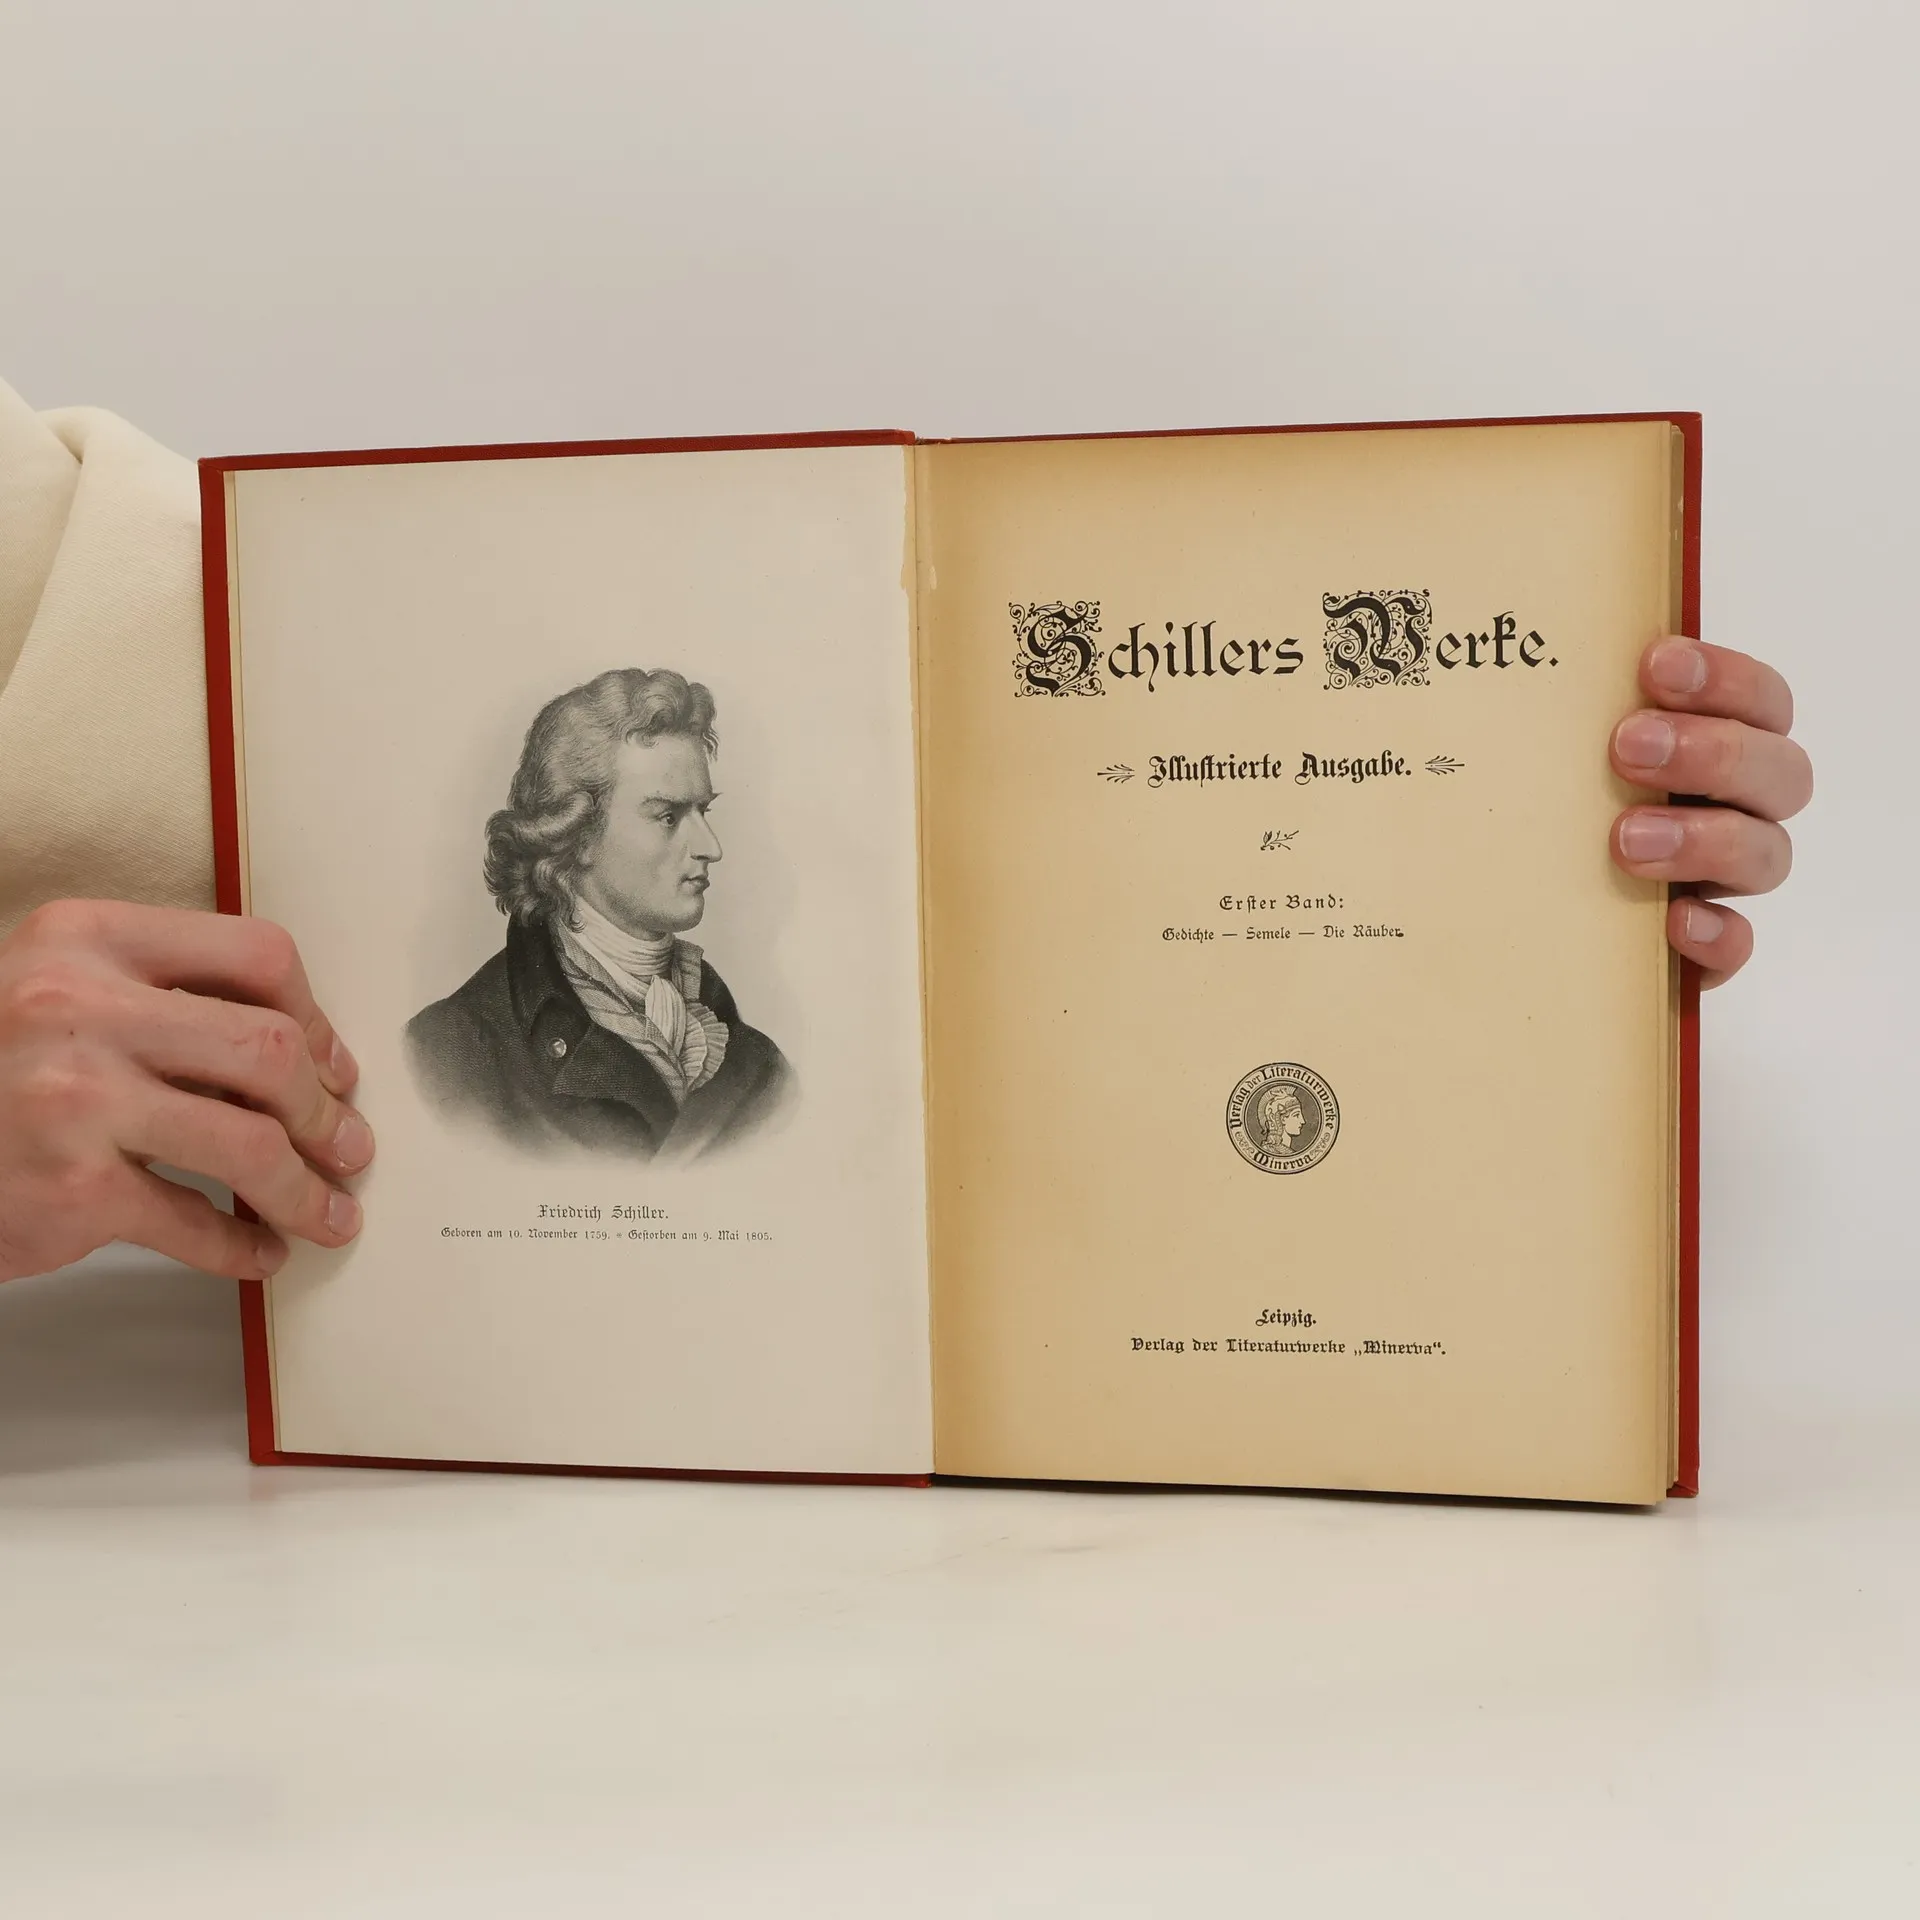 Friedrich Schiller.
Geboren am 10. November 1759. * Gestorben am 9. Mai 1805.
Schillers Werke.
Illustrierte Ausgabe.
Erster Band:
Gedichte — Semele — Die Räuber.
Verlag der Literaturwerke
Minerva
Leipzig.
Verlag der Literaturwerke „Minerva“.